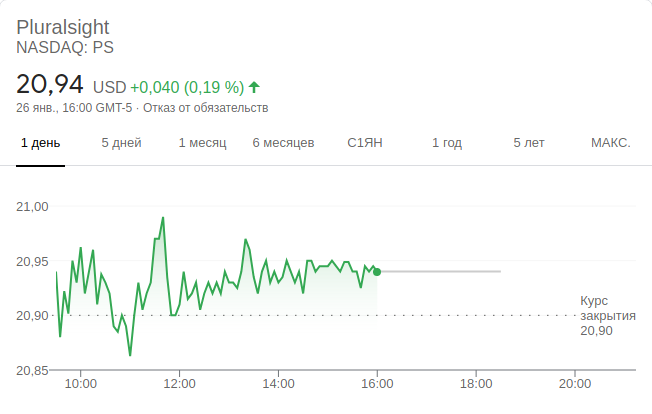 Pluralsight
NASDAQ: PS
20,94 USD +0,040 (0,19 %)
26 янв., 16:00 GMT-5 · Отказ от обязательств
1 день 5 дней 1 месяц 6 месяцев С1ЯН 1 год 5 лет МАКС.
21,00
20,95
20,90
20,85
Курс
закрытия
20,90
10:00 12:00 14:00 16:00 18:00 20:00